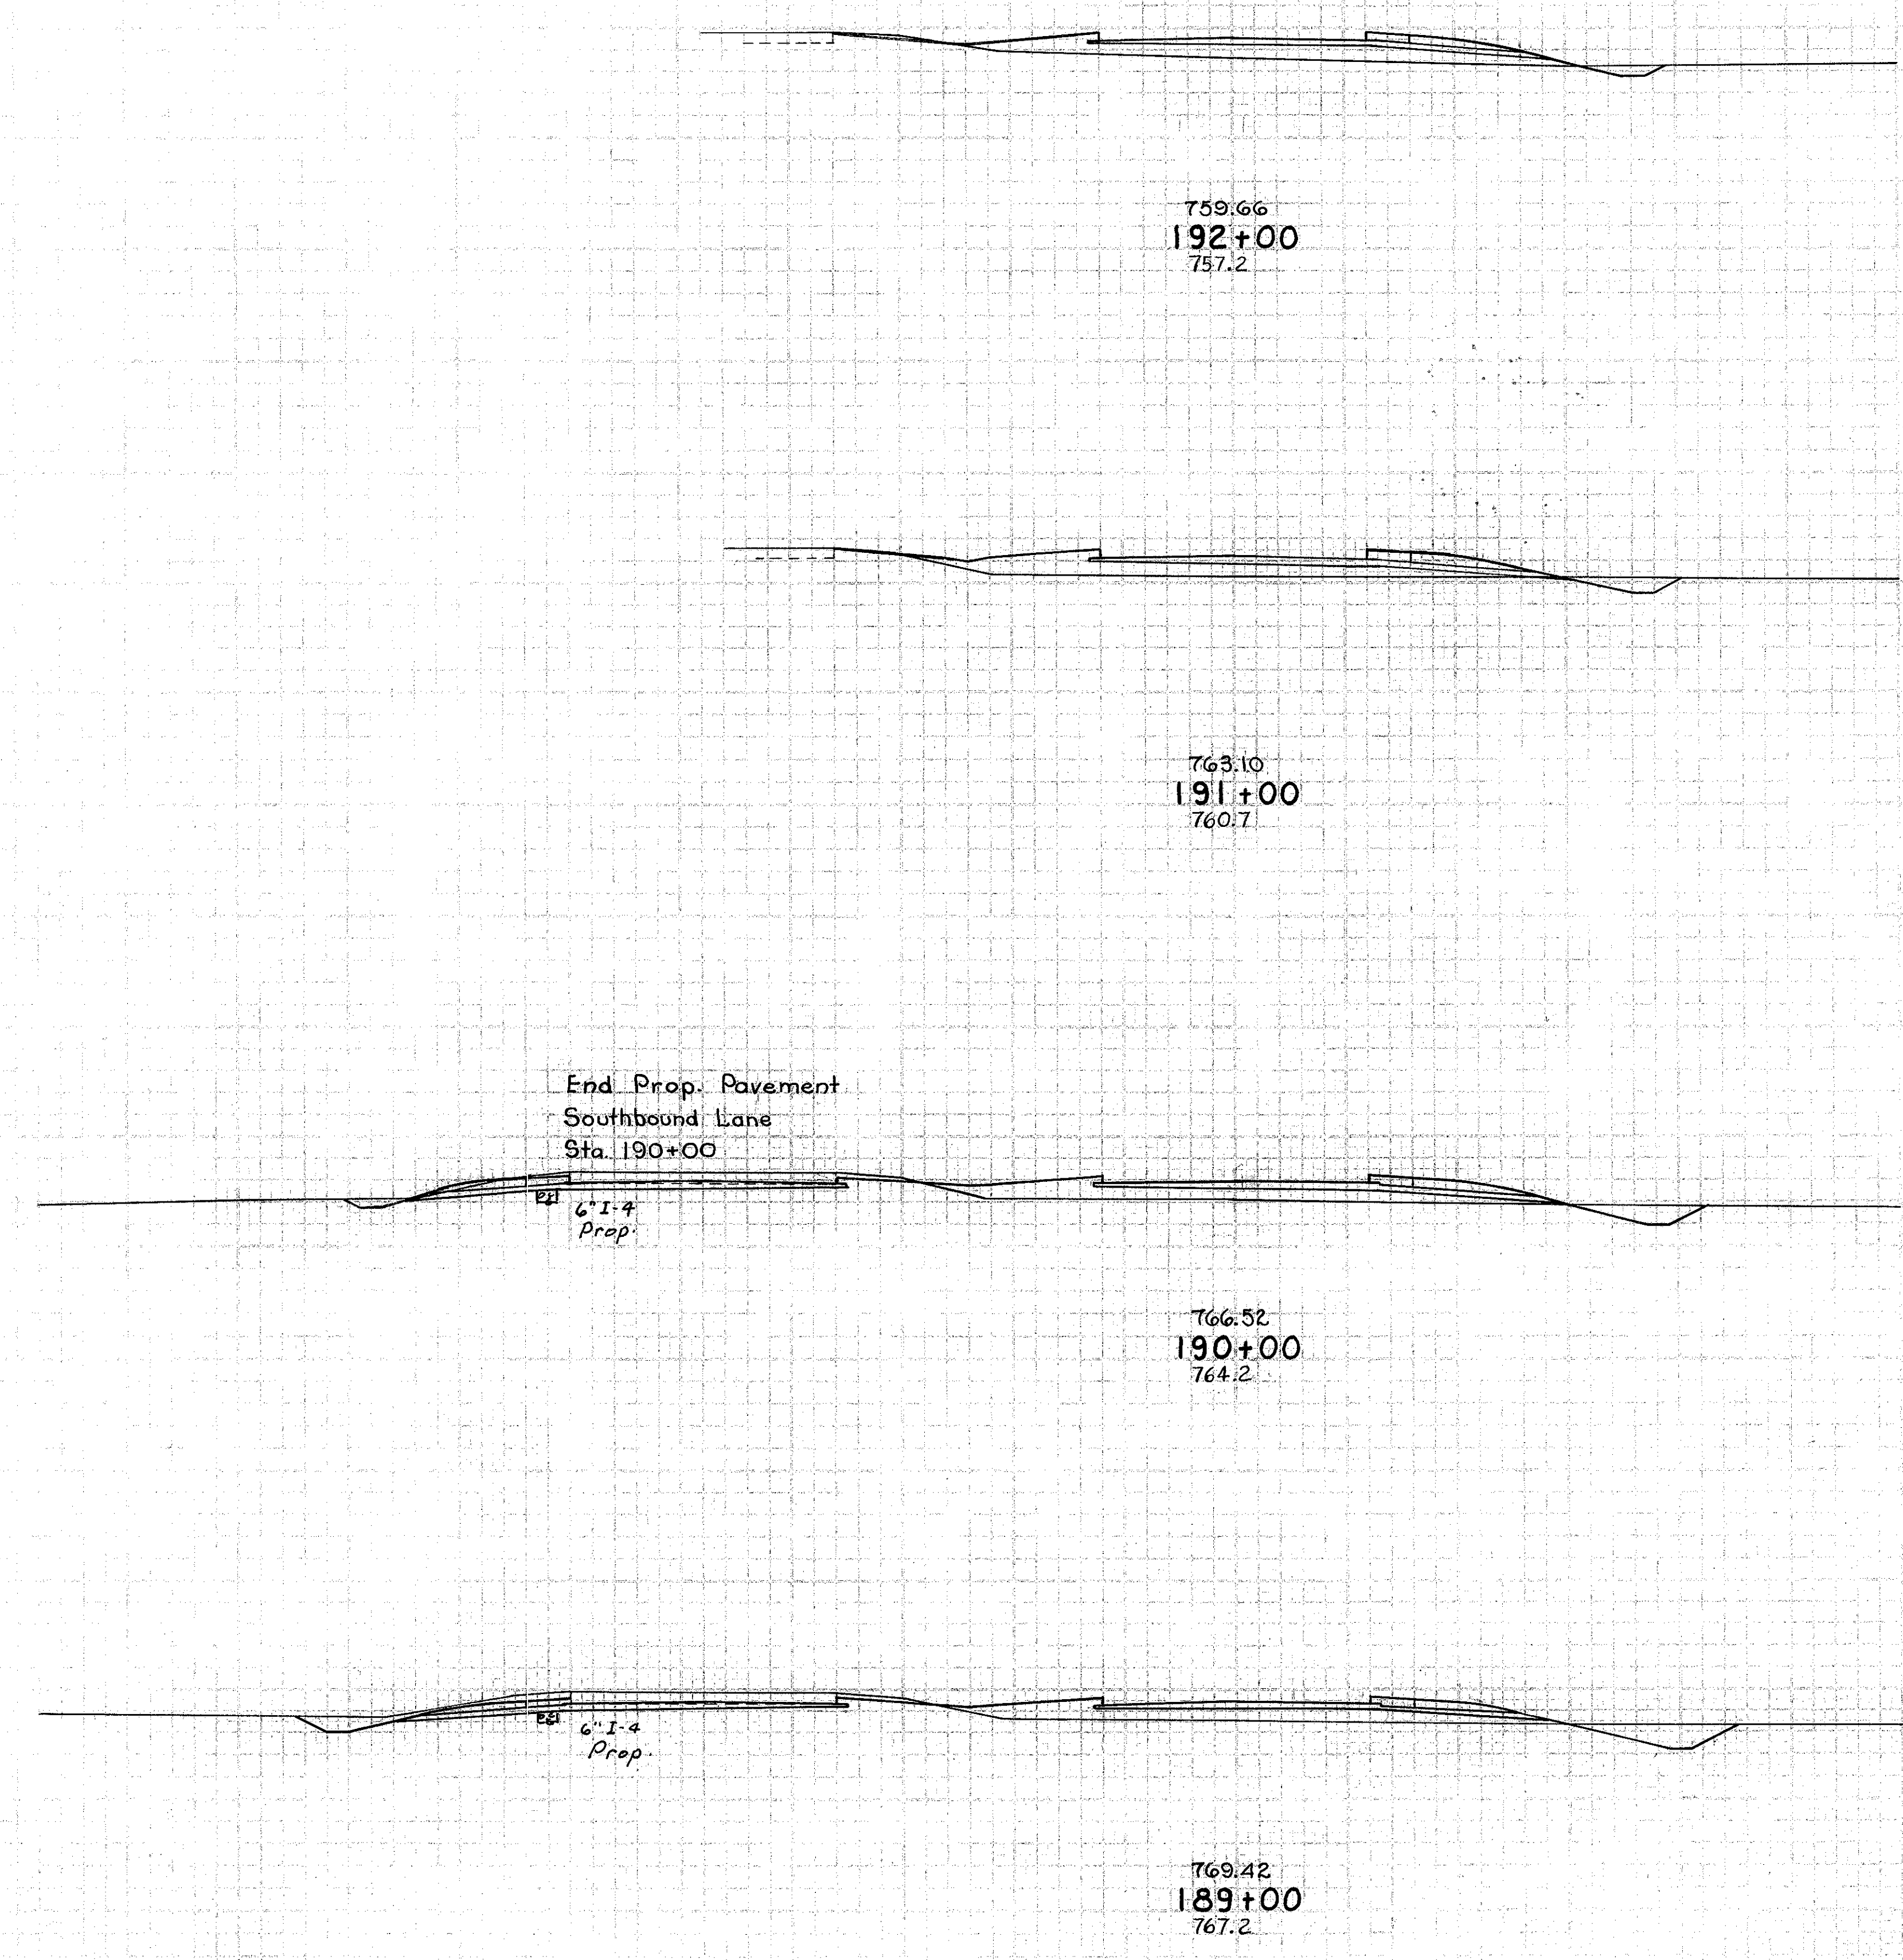 759.66
192+00
757.2
763.10
191+00
760.7
End Prop. Pavement
Southbound Lane
Sta. 190+00
6" I-4
Prop.
766.52
190+00
764.2
6" I-4
Prop.
769.42
189+00
767.2